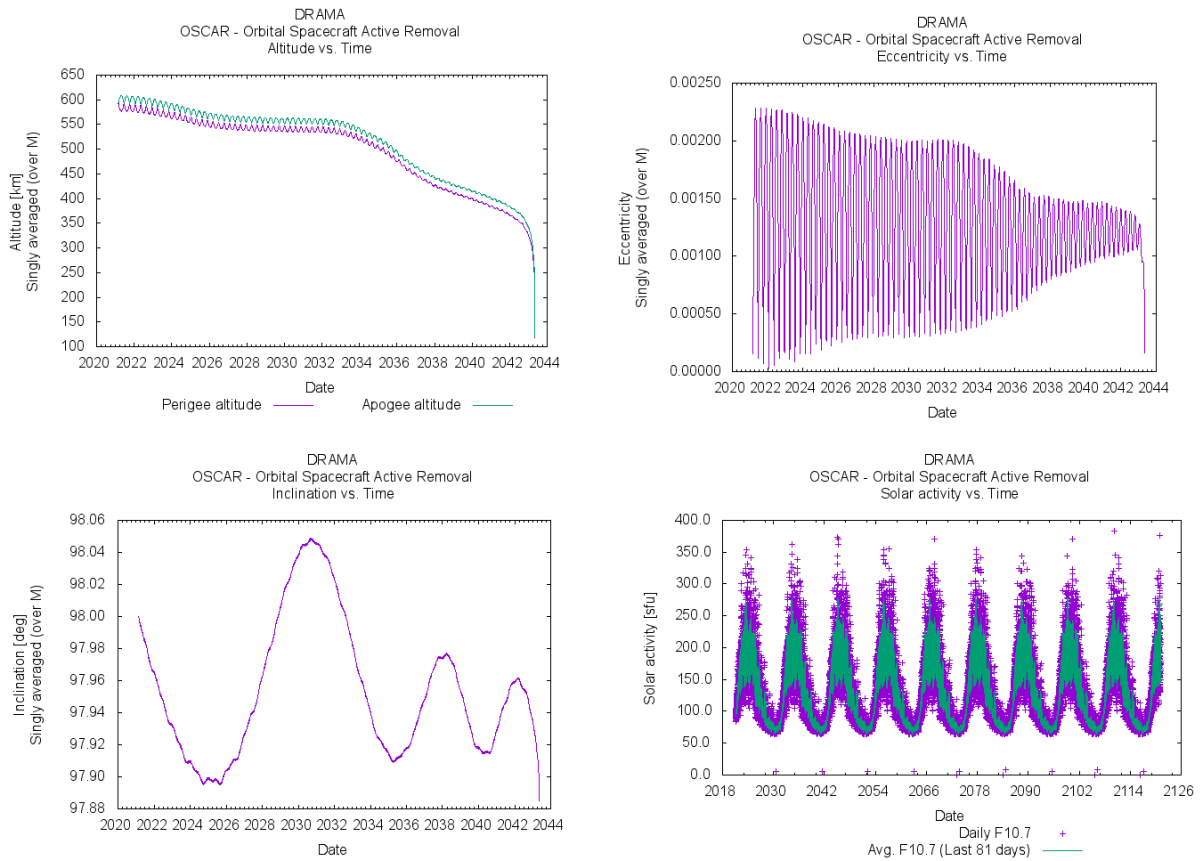 DRAMA
OSCAR - Orbital Spacecraft Active Removal
Altitude vs. Time
Altitude [km]
Singly averaged (over M)
650
600
550
500
450
400
350
300
250
200
150
100
2020 2022 2024 2026 2028 2030 2032 2034 2036 2038 2040 2042 2044
Date
Perigee altitude
Apogee altitude
DRAMA
OSCAR - Orbital Spacecraft Active Removal
Eccentricity vs. Time
Eccentricity
Singly averaged (over M)
0.00250
0.00200
0.00150
0.00100
0.00050
0.00000
2020 2022 2024 2026 2028 2030 2032 2034 2036 2038 2040 2042 2044
Date
DRAMA
OSCAR - Orbital Spacecraft Active Removal
Inclination vs. Time
Inclination [deg]
Singly averaged (over M)
98.06
98.04
98.02
98.00
97.98
97.96
97.94
97.92
97.90
97.88
2020 2022 2024 2026 2028 2030 2032 2034 2036 2038 2040 2042 2044
Date
DRAMA
OSCAR - Orbital Spacecraft Active Removal
Solar activity vs. Time
Solar activity [sfu]
400.0
350.0
300.0
250.0
200.0
150.0
100.0
50.0
0.0
2018 2030 2042 2054 2066 2078 2090 2102 2114 2126
Date
Daily F10.7
Avg. F10.7 (Last 81 days)